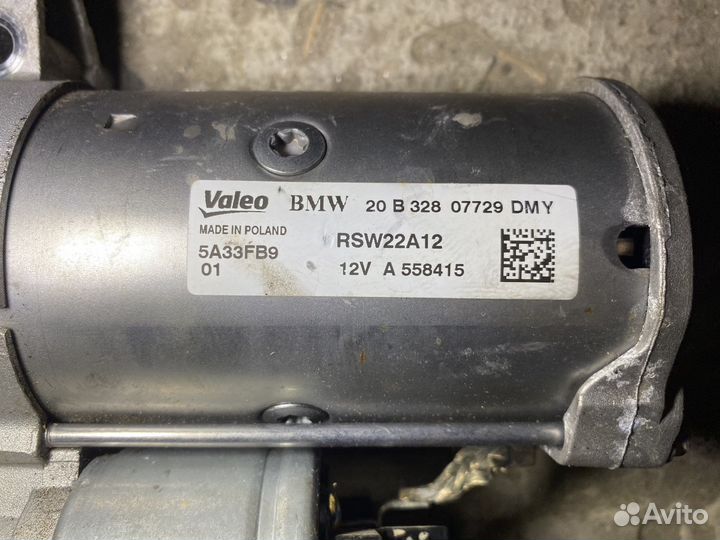 Valeo BMW 20 B 328 07729 DMY
MADE IN POLAND RSW22A12
5A33FB9
01 12V A 558415
Avito